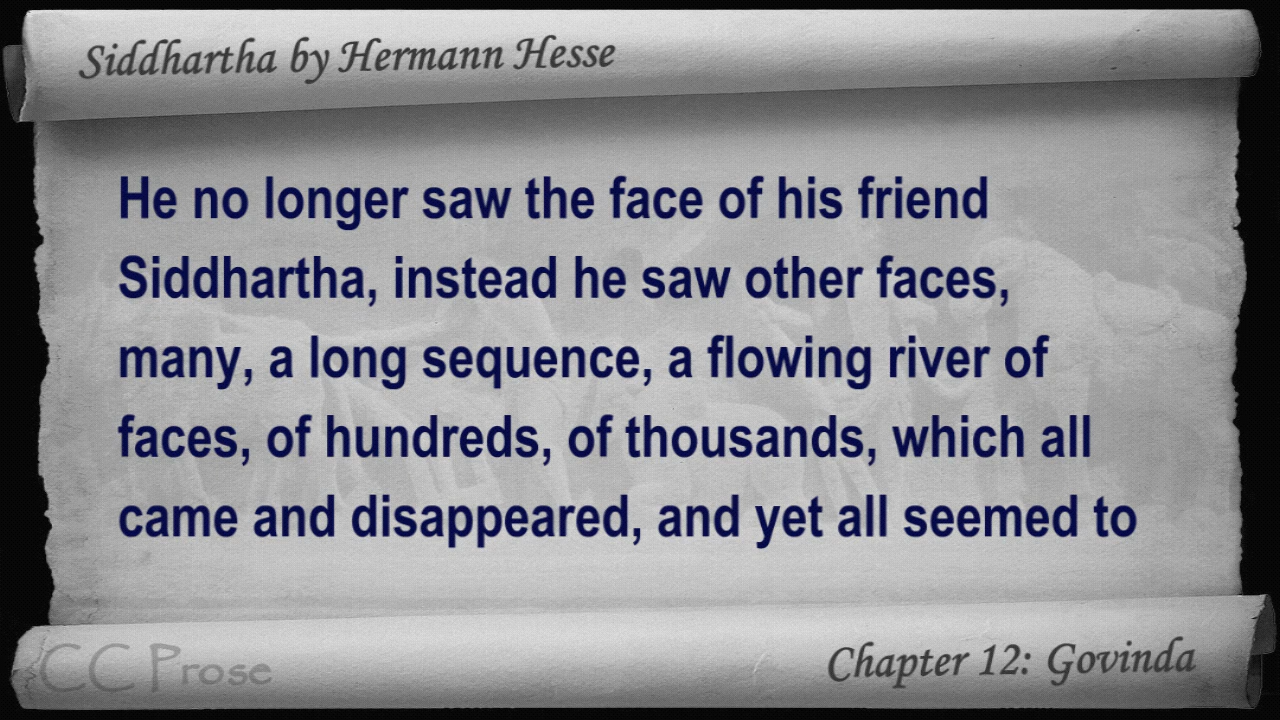 Siddhartha by Hermann Hesse
He no longer saw the face of his friend
Siddhartha, instead he saw other faces,
many, a long sequence, a flowing river of
faces, of hundreds, of thousands, which all
came and disappeared, and yet all seemed to
CC Prose
Chapter 12: Govinda